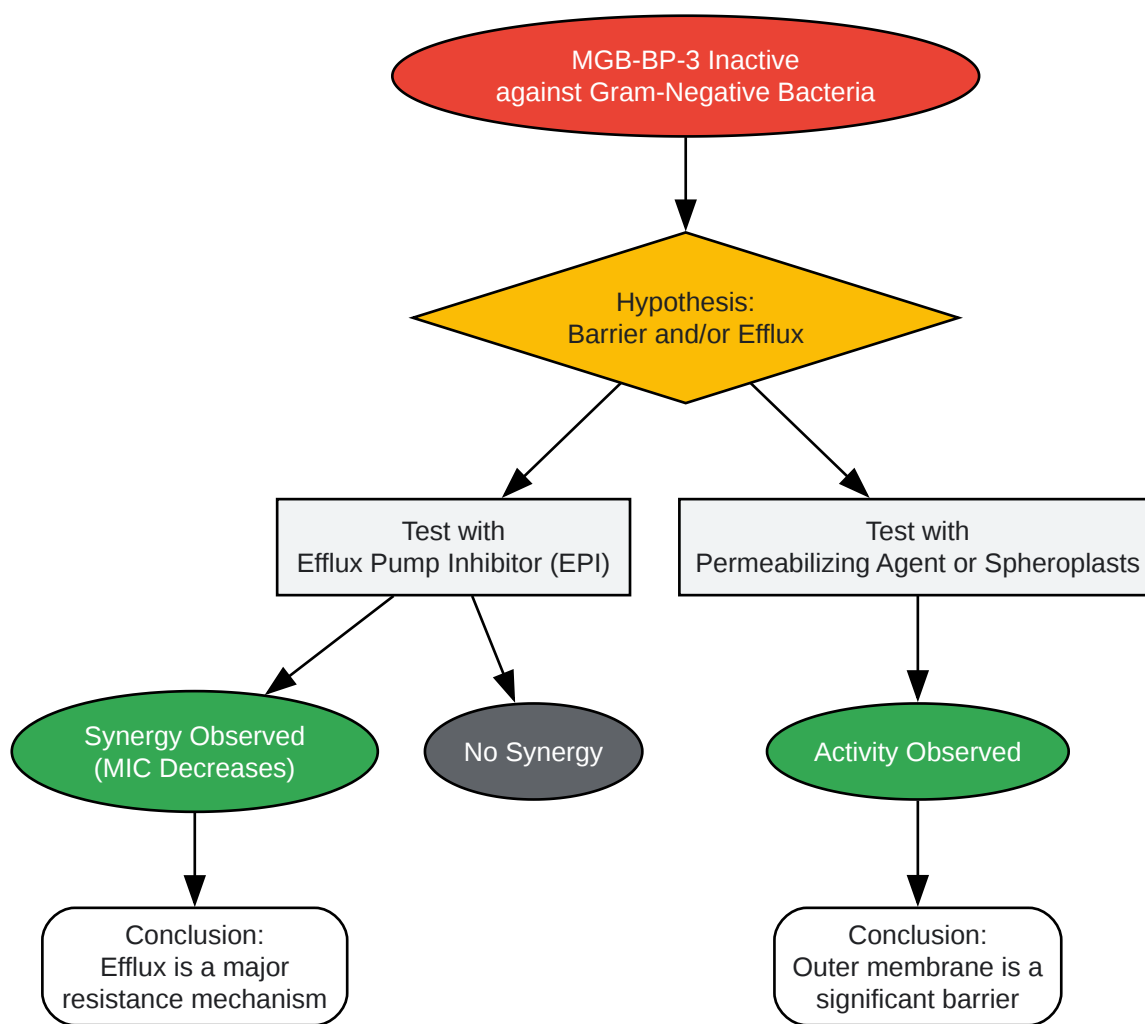 MGB-BP-3 Inactive
against Gram-Negative Bacteria
Hypothesis:
Barrier and/or Efflux
Test with
Efflux Pump Inhibitor (EPI)
Test with
Permeabilizing Agent or Spheroplasts
Synergy Observed
(MIC Decreases)
No Synergy
Activity Observed
Conclusion:
Efflux is a major
resistance mechanism
Conclusion:
Outer membrane is a
significant barrier